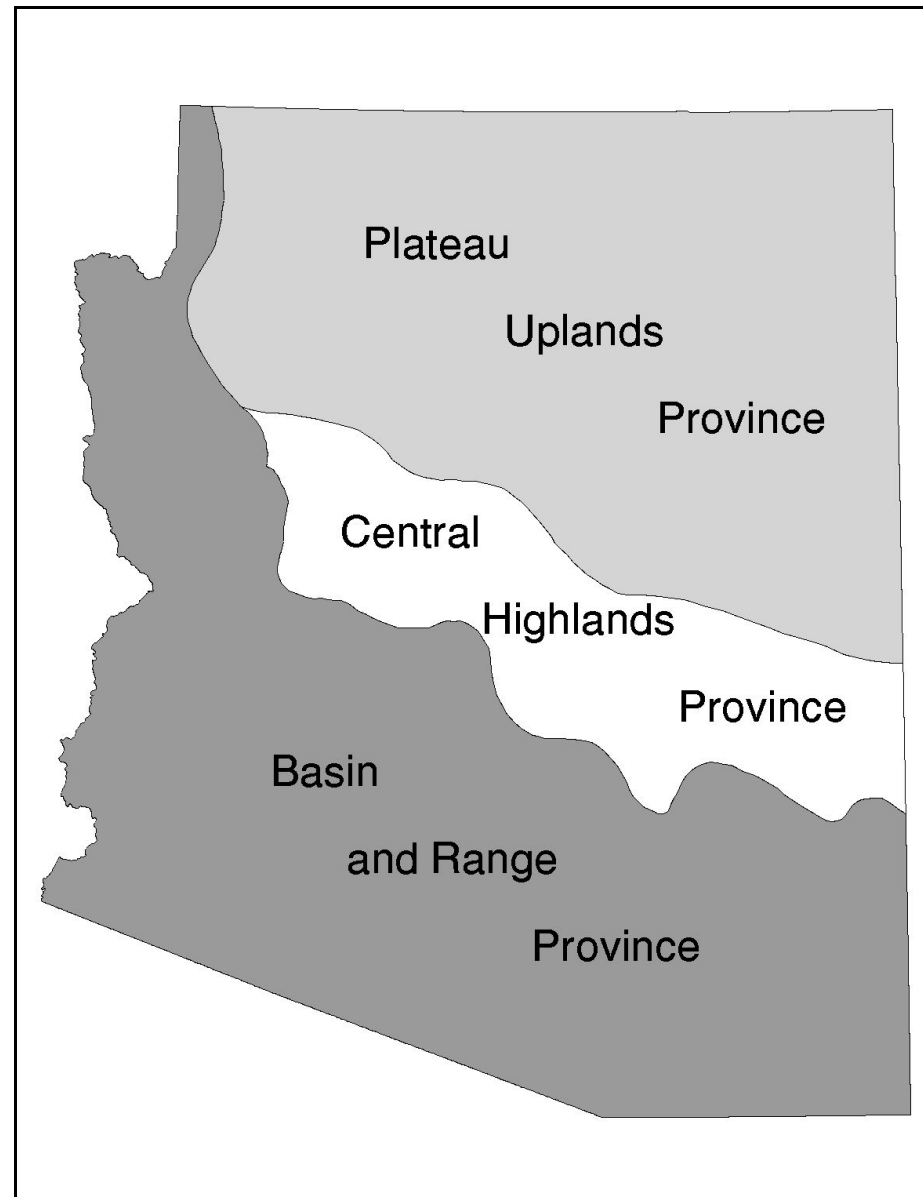 Plateau
Uplands
Province
Central
Highlands
Province
Basin
and Range
Province